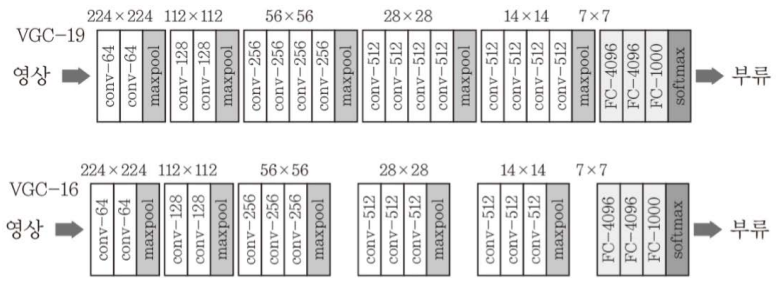 224×224 112×112 56×56 28×28 14×14 7×7
VGC-19
영상 conv-64 conv-64 maxpool conv-128 conv-128 maxpool conv-256 conv-256 conv-256 conv-256 maxpool conv-512 conv-512 conv-512 conv-512 maxpool conv-512 conv-512 conv-512 conv-512 maxpool FC-4096 FC-4096 FC-1000 softmax 부류
224×224 112×112 56×56 28×28 14×14 7×7
VGC-16
영상 conv-64 conv-64 maxpool conv-128 conv-128 maxpool conv-256 conv-256 conv-256 maxpool conv-512 conv-512 conv-512 maxpool conv-512 conv-512 conv-512 maxpool FC-4096 FC-4096 FC-1000 softmax 부류